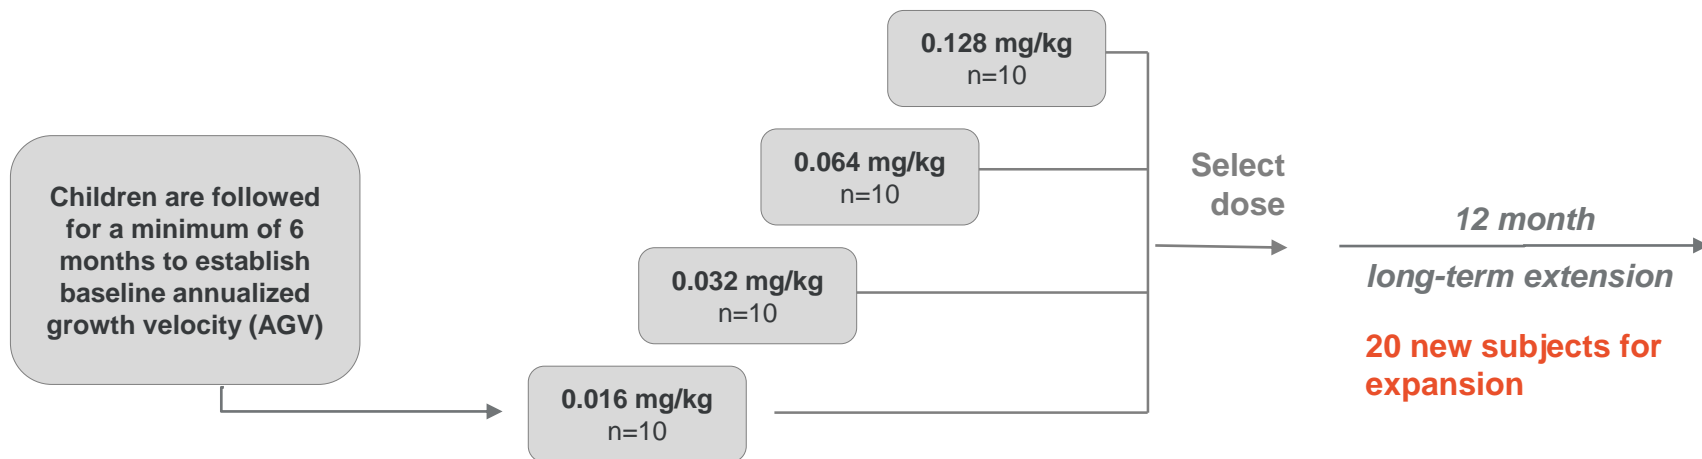 Children are followed
for a minimum of 6
months to establish
baseline annualized
growth velocity (AGV)
0.016 mg/kg
n=10
0.032 mg/kg
n=10
0.064 mg/kg
n=10
0.128 mg/kg
n=10
Select
dose
12 month
long-term extension
20 new subjects for
expansion